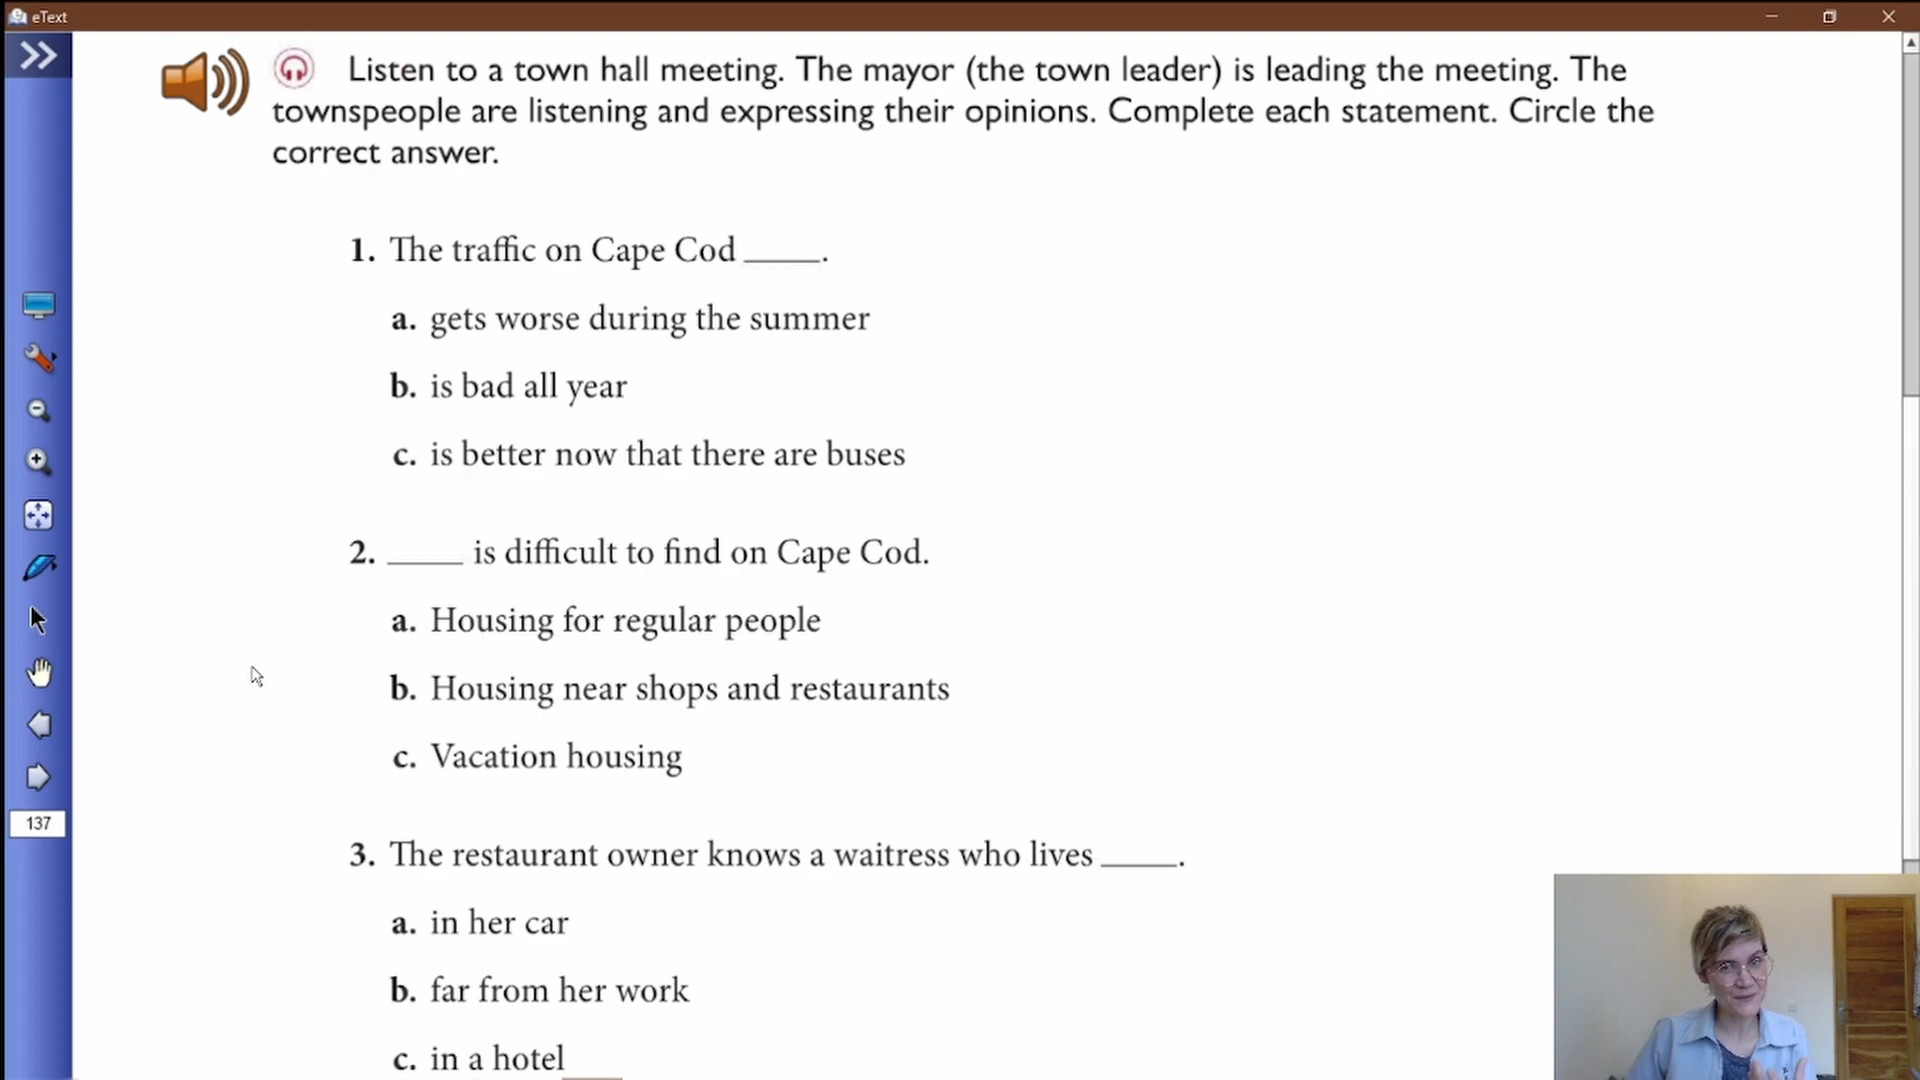 eText
Listen to a town hall meeting. The mayor (the town leader) is leading the meeting. The
townspeople are listening and expressing their opinions. Complete each statement. Circle the
correct answer.
1. The traffic on Cape Cod _____.
a. gets worse during the summer
b. is bad all year
c. is better now that there are buses
2. _____ is difficult to find on Cape Cod.
a. Housing for regular people
b. Housing near shops and restaurants
c. Vacation housing
137
3. The restaurant owner knows a waitress who lives _____.
a. in her car
b. far from her work
c. in a hotel